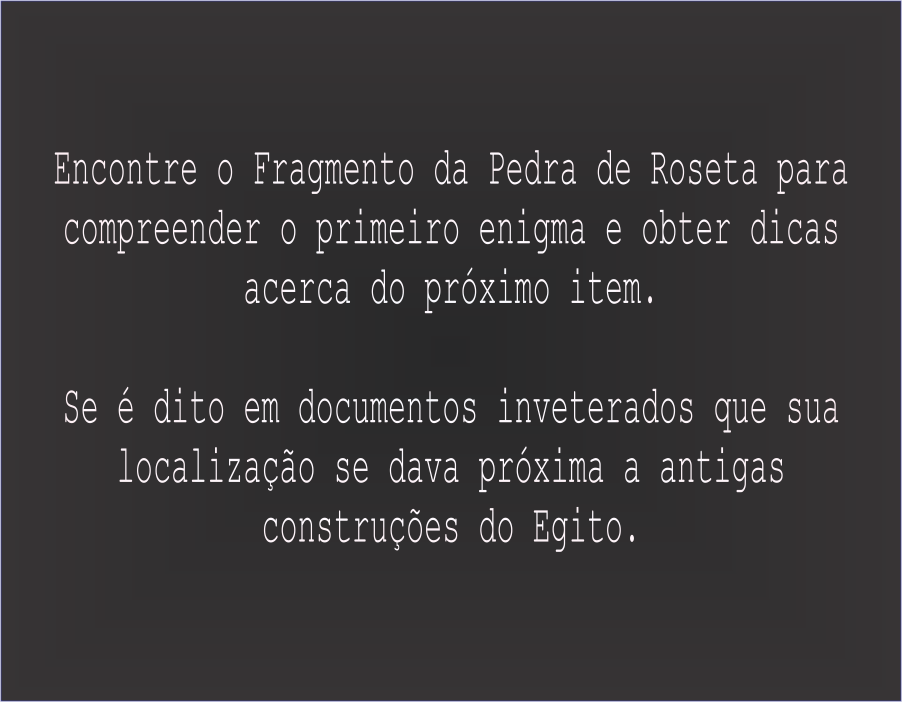 Encontre o Fragmento da Pedra de Roseta para
compreender o primeiro enigma e obter dicas
acerca do próximo item.
Se é dito em documentos inveterados que sua
localização se dava próxima a antigas
construções do Egito.